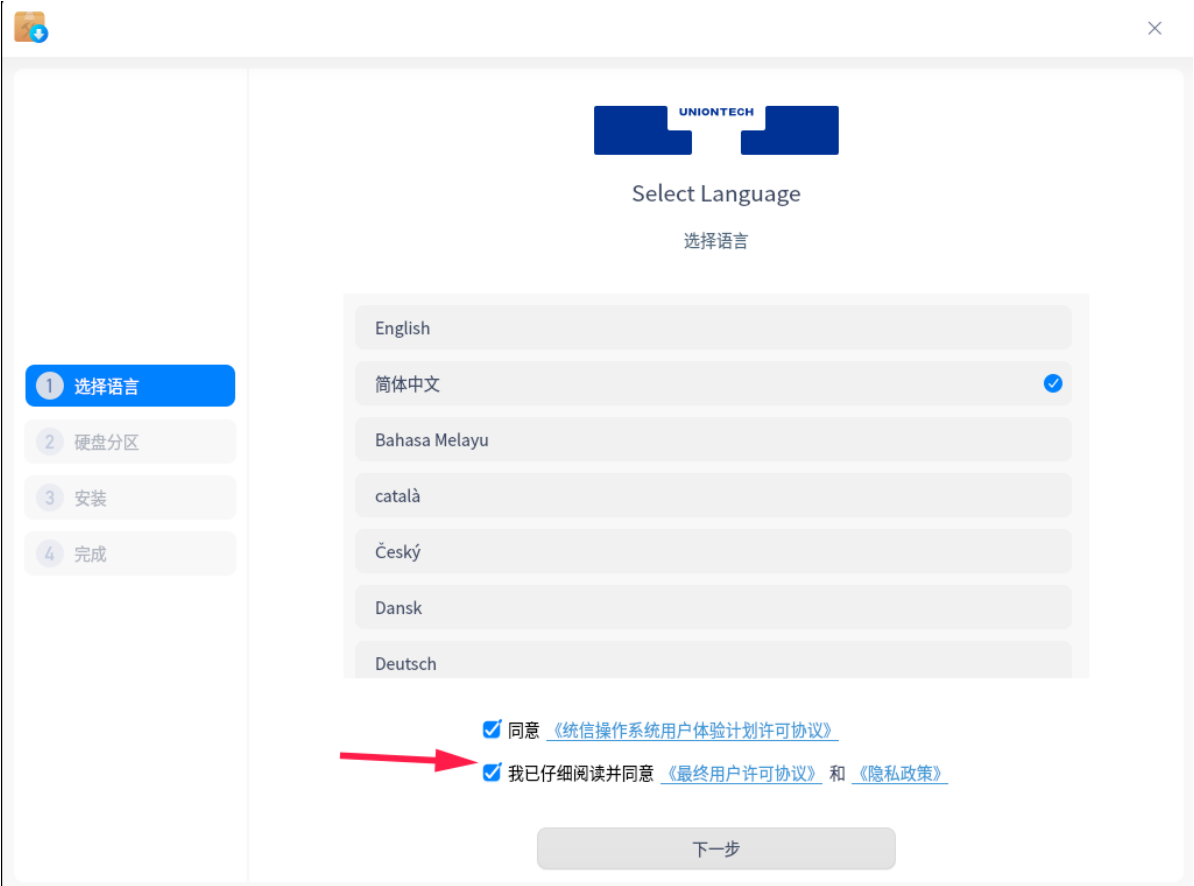 UNIONTECH
Select Language
选择语言
English
简体中文
Bahasa Melayu
català
Český
Dansk
Deutsch
1 选择语言
2 硬盘分区
3 安装
4 完成
同意 《统信操作系统用户体验计划许可协议》
我已仔细阅读并同意 《最终用户许可协议》 和 《隐私政策》
下一步